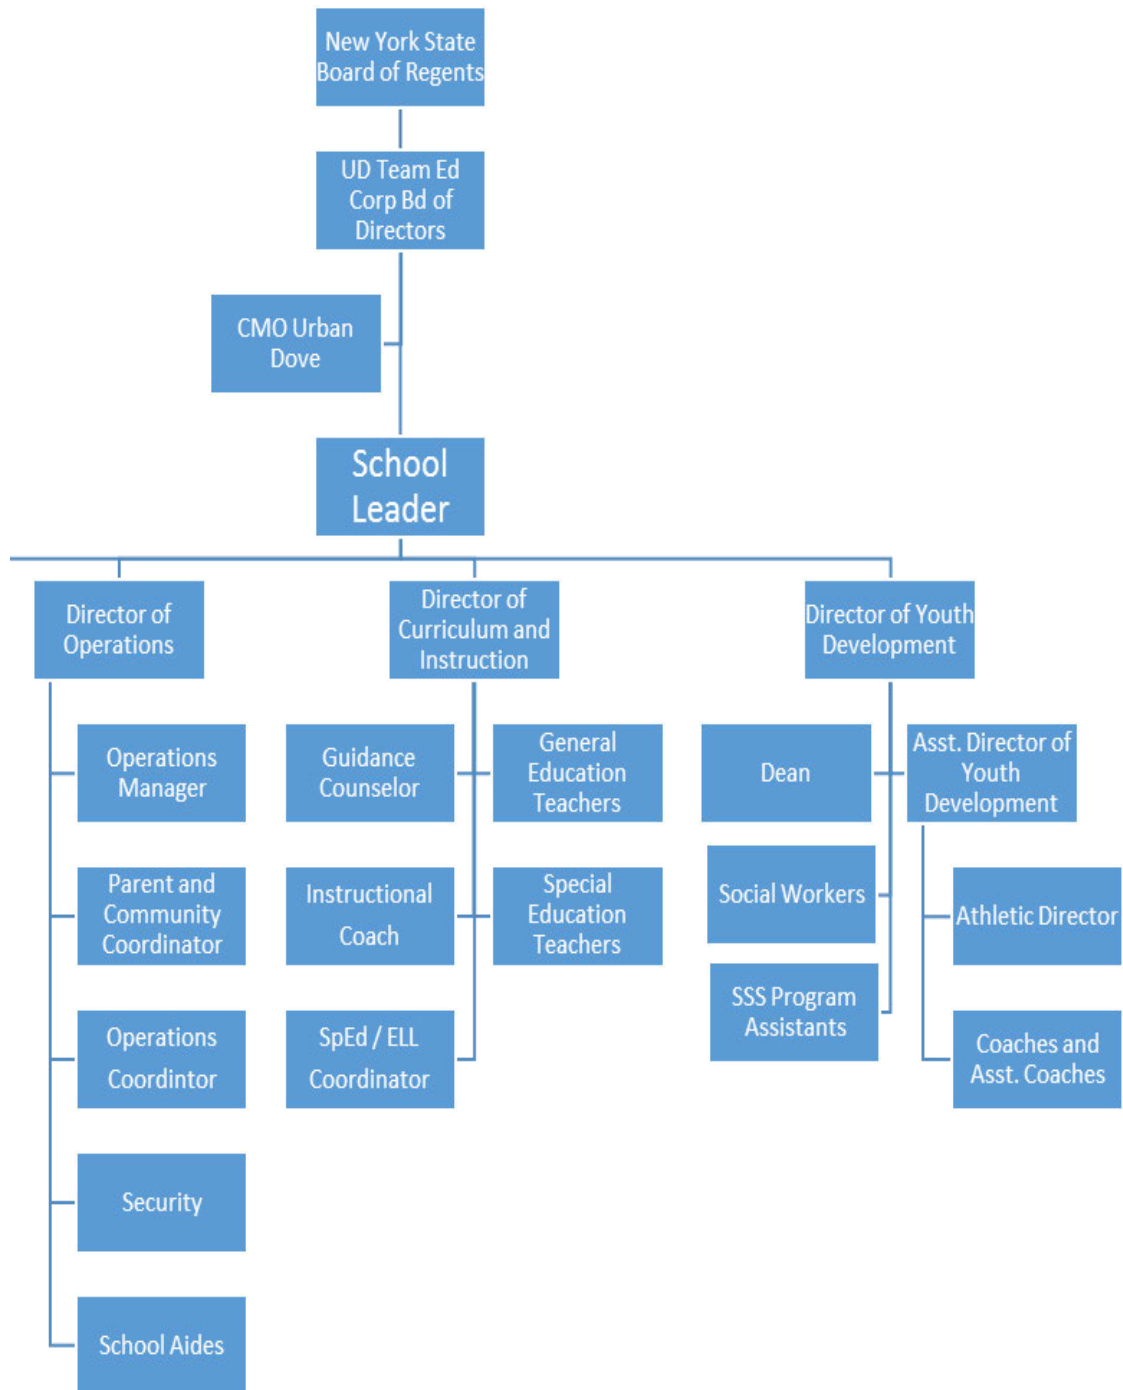 New York State
Board of Regents
UD Team Ed
Corp Bd of
Directors
CMO Urban
Dove
School
Leader
Director of
Operations
Director of
Curriculum and
Instruction
Director of Youth
Development
Operations
Manager
Parent and
Community
Coordinator
Operations
Coordintor
Security
School Aides
Guidance
Counselor
General
Education
Teachers
Instructional
Coach
Special
Education
Teachers
SpEd / ELL
Coordinator
Dean
Asst. Director of
Youth
Development
Social Workers
SSS Program
Assistants
Athletic Director
Coaches and
Asst. Coaches